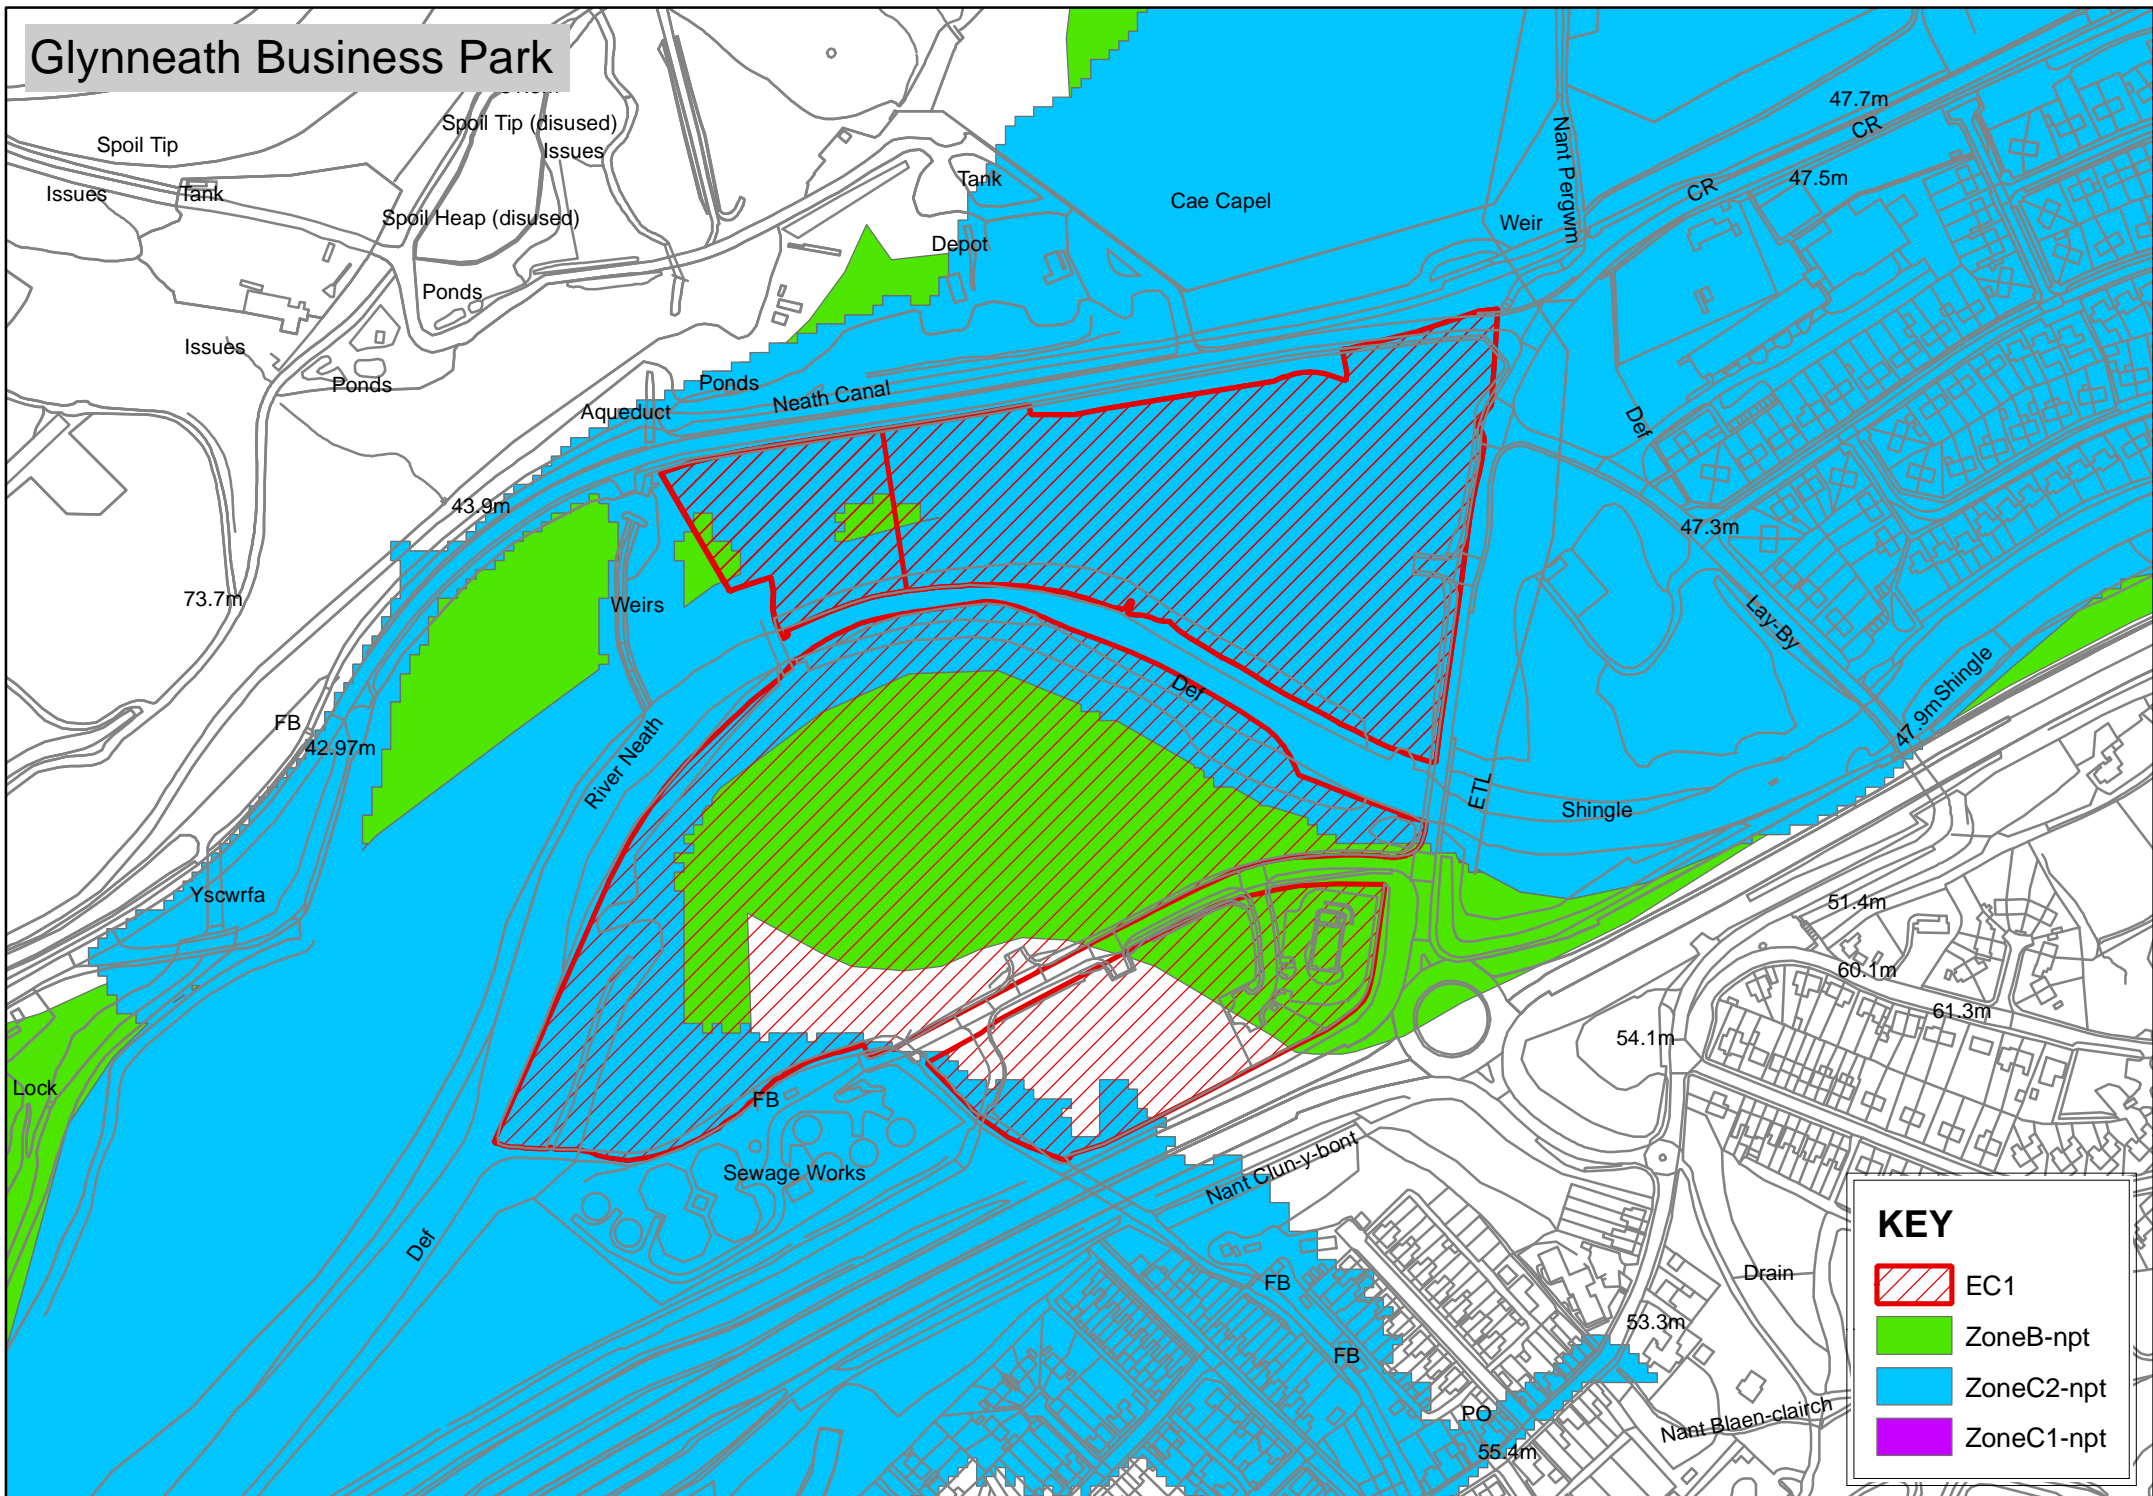 Glynneath Business Park
Spoil Tip (disused)
Issues
Spoil Tip
Issues
Tank
Spoil Heap (disused)
Tank
Cae Capel
Depot
Nant Pergwm
Weir
47.7m
CR
CR
47.5m
Ponds
Issues
Ponds
Ponds
Neath Canal
Aqueduct
Def
43.9m
47.3m
73.7m
Weirs
Lay-By
FB
42.97m
River Neath
Def
47.9m
Shingle
ETL
Shingle
Yscwrfa
51.4m
60.1m
61.3m
54.1m
Lock
FB
Sewage Works
Nant Clun-y-bont
Def
FB
Drain
53.3m
FB
PO
Nant Blaen-clairch
55.4m
KEY
EC1
ZoneB-npt
ZoneC2-npt
ZoneC1-npt